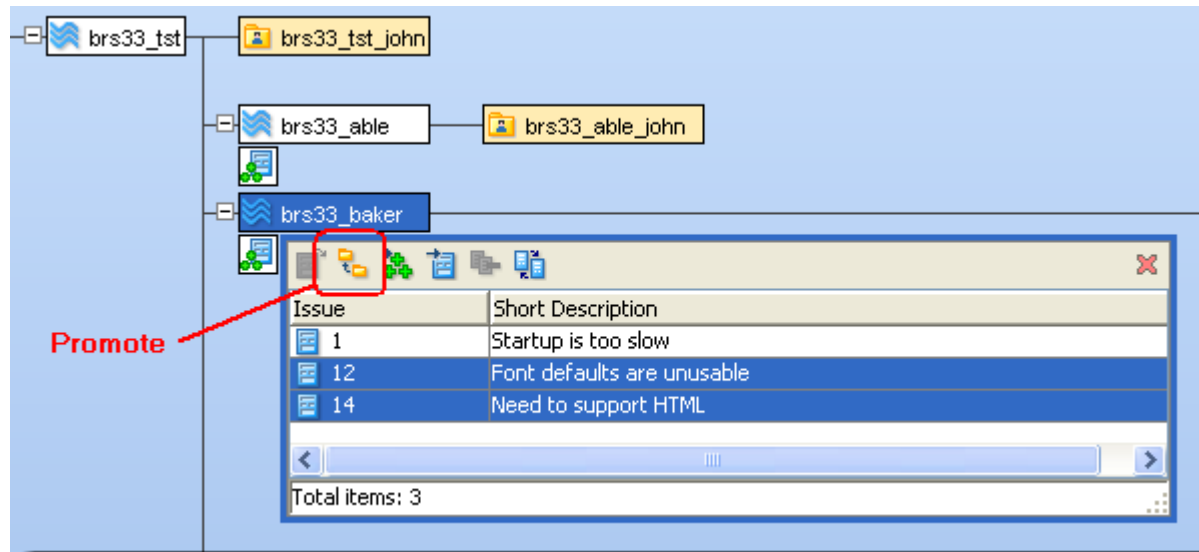 brs33_tst brs33_tst_john
brs33_able brs33_able_john
brs33_baker
Promote
Issue Short Description
1 Startup is too slow
12 Font defaults are unusable
14 Need to support HTML
Total items: 3